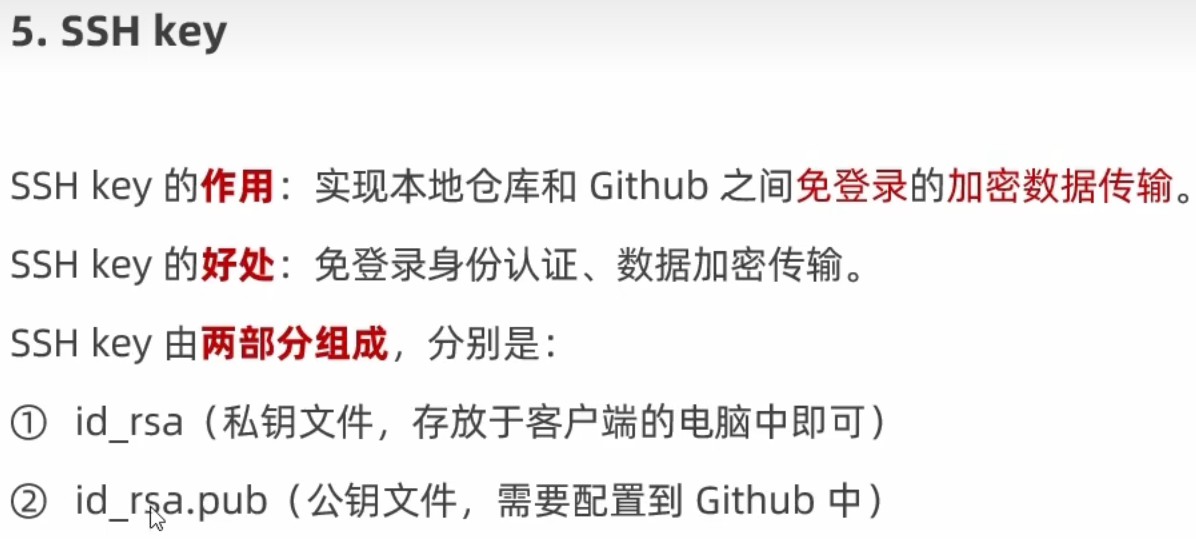 5. SSH key
SSH key 的作用：实现本地仓库和 Github 之间免登录的加密数据传输。
SSH key 的好处：免登录身份认证、数据加密传输。
SSH key 由两部分组成，分别是：
① id_rsa（私钥文件，存放于客户端的电脑中即可）
② id_rsa.pub（公钥文件，需要配置到 Github 中）